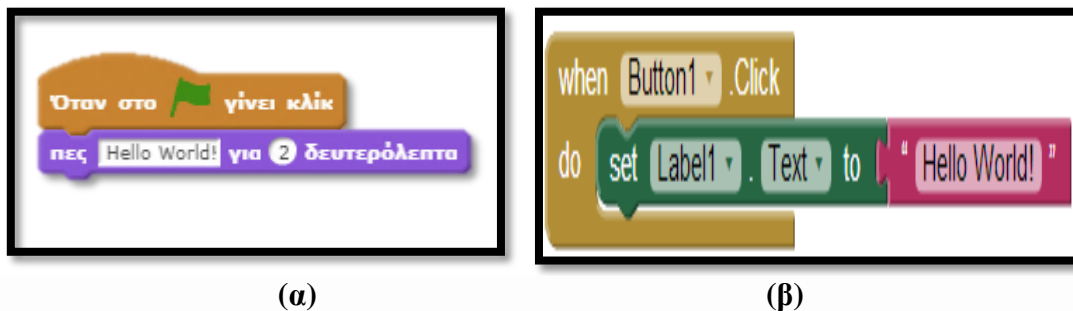 Όταν στο γίνει κλίκ
πες Hello World! για 2 δευτερόλεπτα
(α)
when Button1 .Click
do set Label1 . Text to " Hello World! "
(β)